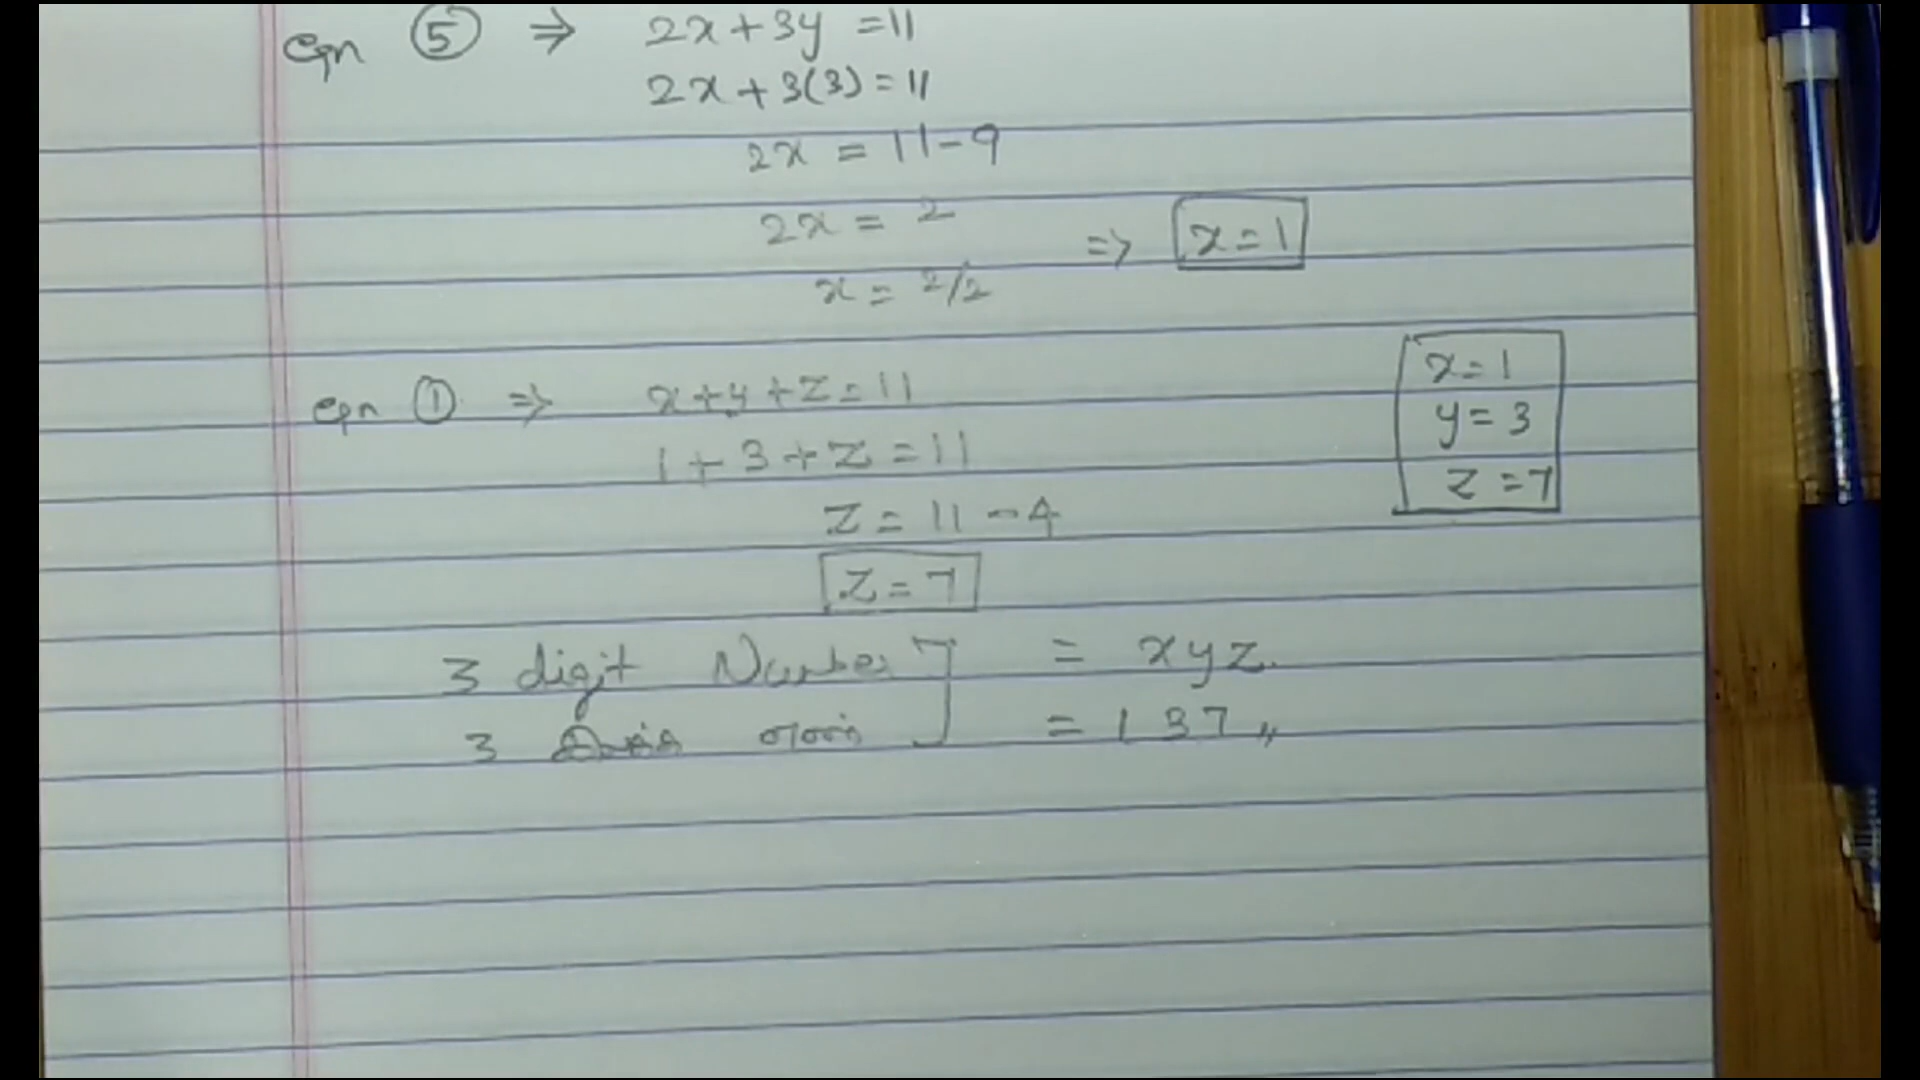 eqn ⑤ ⇒ 2x + 3y = 11
2x + 3(3) = 11
2x = 11 - 9
2x = 2
x = 2/2 ⇒ x = 1
eqn ① ⇒ x + y + z = 11
1 + 3 + z = 11
z = 11 - 4
z = 7
x = 1
y = 3
z = 7
3 digit Number = xyz.
3 எண் = 137 〃